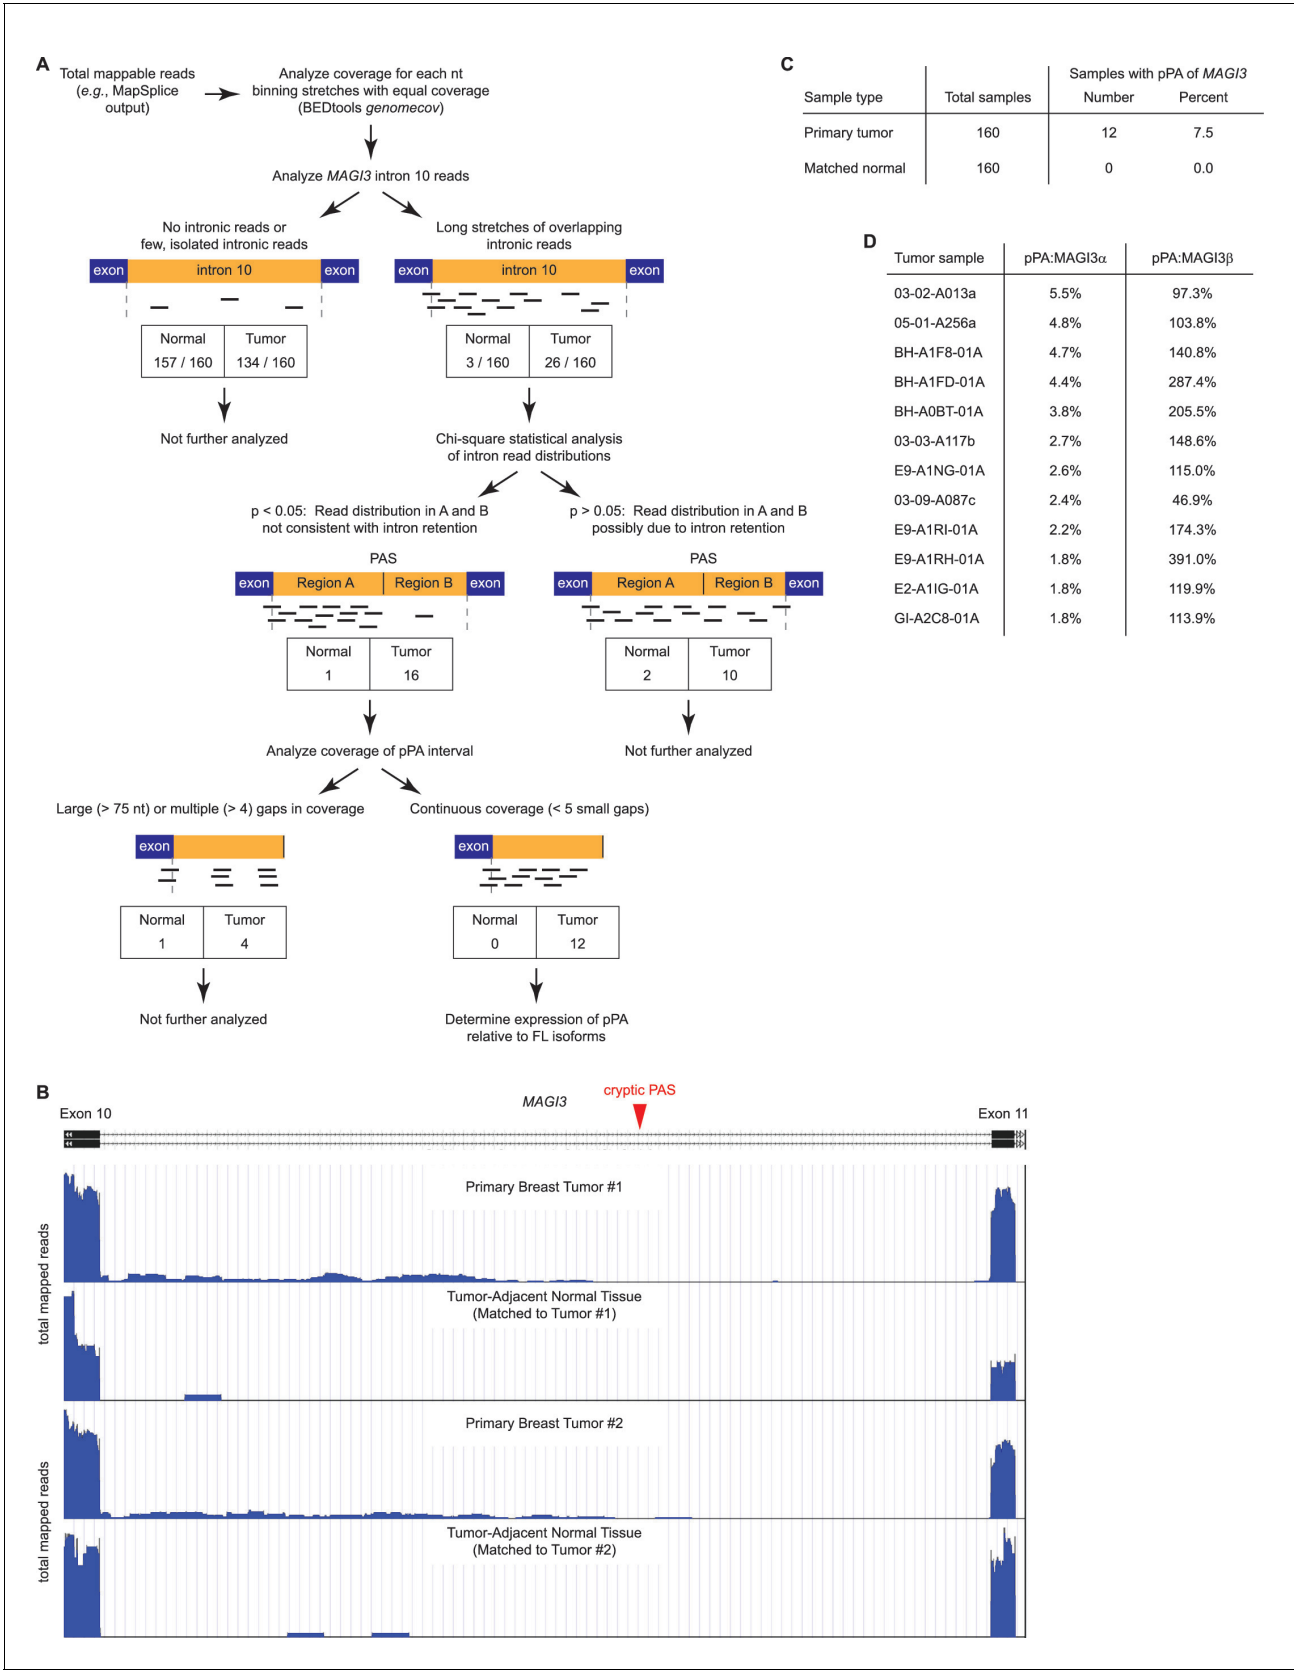 A
Total mappable reads
(e.g., MapSplice
output)
Analyze coverage for each nt
binning stretches with equal coverage
(BEDtools genomecov)
Analyze MAGI3 intron 10 reads
No intronic reads or
few, isolated intronic reads
Long stretches of overlapping
intronic reads
exon intron 10 exon
exon intron 10 exon
Normal Tumor
157 / 160 134 / 160
Normal Tumor
3 / 160 26 / 160
Not further analyzed
Chi-square statistical analysis
of intron read distributions
p < 0.05: Read distribution in A and B
not consistent with intron retention
p > 0.05: Read distribution in A and B
possibly due to intron retention
PAS
exon Region A Region B exon
PAS
exon Region A Region B exon
Normal Tumor
1 16
Normal Tumor
2 10
Analyze coverage of pPA interval
Not further analyzed
Large (> 75 nt) or multiple (> 4) gaps in coverage
Continuous coverage (< 5 small gaps)
exon
exon
Normal Tumor
1 4
Normal Tumor
0 12
Not further analyzed
Determine expression of pPA
relative to FL isoforms
C
Samples with pPA of MAGI3
Sample type Total samples Number Percent
Primary tumor 160 12 7.5
Matched normal 160 0 0.0
D
Tumor sample pPA:MAGI3α pPA:MAGI3β
03-02-A013a 5.5% 97.3%
05-01-A256a 4.8% 103.8%
BH-A1F8-01A 4.7% 140.8%
BH-A1FD-01A 4.4% 287.4%
BH-A0BT-01A 3.8% 205.5%
03-03-A117b 2.7% 148.6%
E9-A1NG-01A 2.6% 115.0%
03-09-A087c 2.4% 46.9%
E9-A1RI-01A 2.2% 174.3%
E9-A1RH-01A 1.8% 391.0%
E2-A1IG-01A 1.8% 119.9%
GI-A2C8-01A 1.8% 113.9%
B
Exon 10
MAGI3
cryptic PAS
Exon 11
total mapped reads
Primary Breast Tumor #1
Tumor-Adjacent Normal Tissue
(Matched to Tumor #1)
total mapped reads
Primary Breast Tumor #2
Tumor-Adjacent Normal Tissue
(Matched to Tumor #2)